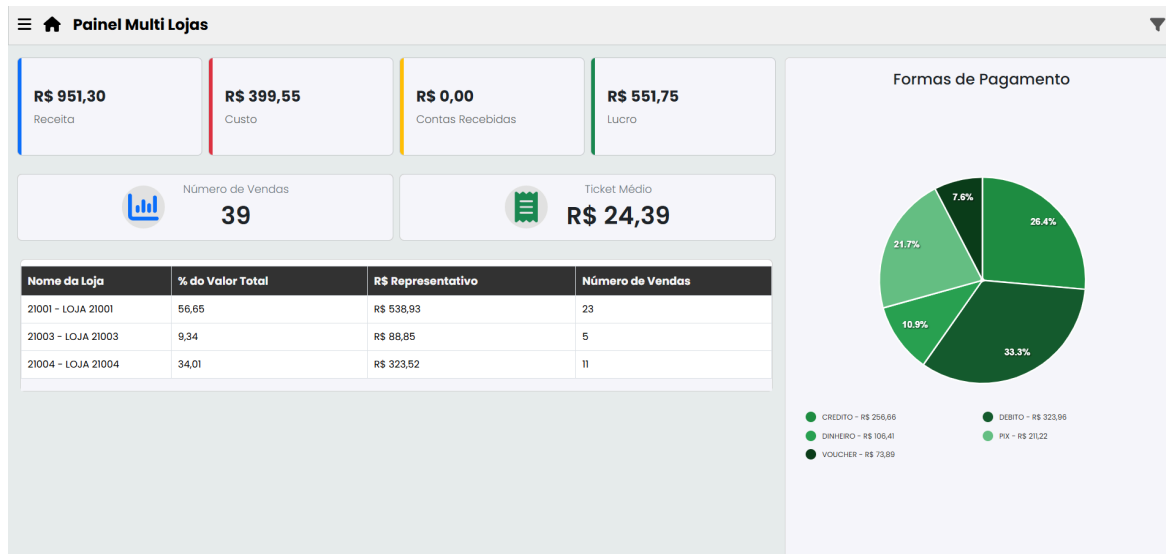 Painel Multi Lojas
R$ 951,30
Receita
R$ 399,55
Custo
R$ 0,00
Contas Recebidas
R$ 551,75
Lucro
Número de Vendas
39
Ticket Médio
R$ 24,39
Nome da Loja % do Valor Total R$ Representativo Número de Vendas
21001 - LOJA 21001 56,65 R$ 538,93 23
21003 - LOJA 21003 9,34 R$ 88,85 5
21004 - LOJA 21004 34,01 R$ 323,52 11
Formas de Pagamento
7.6%
26.4%
21.7%
10.9%
33.3%
CREDITO - R$ 256,66 DEBITO - R$ 323,96
DINHEIRO - R$ 106,41 PIX - R$ 211,22
VOUCHER - R$ 73,89